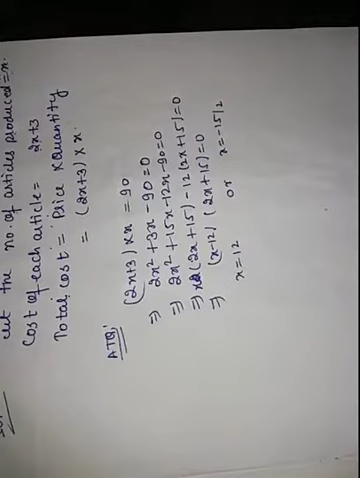 Let the no. of articles produced = x.
Cost of each article = 2x+3
Total cost = Price × Quantity
= (2x+3) × x.
ATQ,
(2x+3) × x = 90
⇒ 2x² + 3x - 90 = 0
⇒ 2x² + 15x - 12x - 90 = 0
⇒ x(2x+15) - 12(2x+15) = 0
⇒ (x-12) (2x+15) = 0
x = 12 or x = -15/2